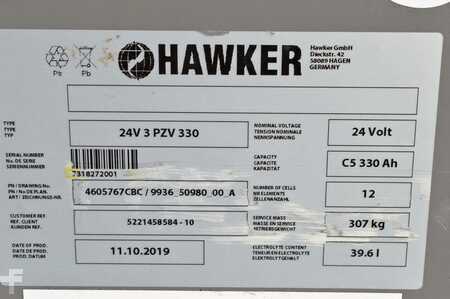 Pb Pb
HAWKER
Hawker GmbH
Dieckstr. 42
58089 HAGEN
GERMANY
TYPE
TYPE
TYP
24V 3 PZV 330
NOMINAL VOLTAGE
TENSION NOMINALE
NENNSPANNUNG
24 Volt
SERIAL NUMBER
No. DE SERIE
SERIENNUMMER
7318272001
CAPACITY
CAPACITE
KAPAZITÄT
C5 330 Ah
PN / DRAWING No.
PN / No DE PLAN.
ART / ZEICHNUNGS-NR.
4605767CBC / 9936_50980_00_A
NUMBER OF CELLS
NB ELEMENTS
ZELLENANZAHL
12
CUSTOMER REF
REF. CLIENT
KUNDEN REF.
5221458584 - 10
SERVICE MASS
MASSE EN SERVICE
BETRIEBSGEWICHT
307 kg
DATE OF PROD.
DATE DE PROD.
PROD. DATUM
11.10.2019
ELECTROLYTE CONTENT
TENEUR EN ELECTROLYTE
ELEKTROLYTGEHALT
39.6 l